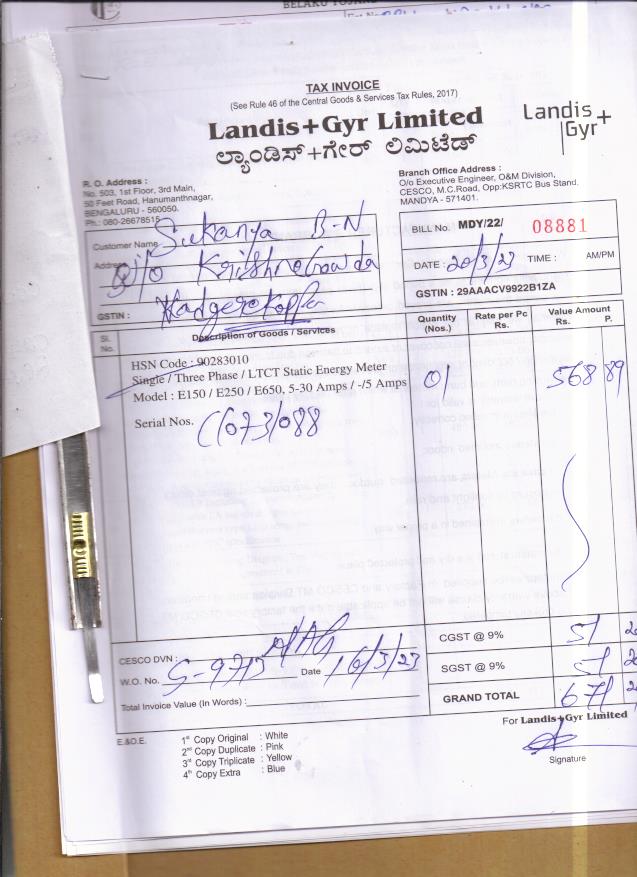 BELAKU
TAX INVOICE
(See Rule 46 of the Central Goods & Services Tax Rules, 2017)
Landis+Gyr Limited
ಲ್ಯಾಂಡಿಸ್+ಗೇರ್ ಲಿಮಿಟೆಡ್
Landis+
Gyr+
R. O. Address :
No. 503, 1st Floor, 3rd Main,
50 Feet Road, Hanumanthnagar,
BENGALURU - 560050.
Ph.: 080-26678515
Branch Office Address :
O/o Executive Engineer, O&M Division,
CESCO, M.C.Road, Opp:KSRTC Bus Stand.
MANDYA - 571401.
Customer Name Sukanya B-N
Address
GSTIN :
BILL No. MDY/22/ 08881
DATE : 20/3/23 TIME : AM/PM
GSTIN : 29AAACV9922B1ZA
Sl. No. Description of Goods / Services Quantity (Nos.) Rate per Pc Rs. Value Amount Rs. P.
HSN Code : 90283010
Single / Three Phase / LTCT Static Energy Meter
Model : E150 / E250 / E650, 5-30 Amps / -/5 Amps 01 568 89
Serial Nos.
CGST @ 9% 51
SGST @ 9% 51
GRAND TOTAL 671
CESCO DVN :
W.O. No. Date 16/3/23
Total Invoice Value (In Words) :
For Landis+Gyr Limited
E.&O.E.
1st Copy Original : White
2nd Copy Duplicate : Pink
3rd Copy Triplicate : Yellow
4th Copy Extra : Blue
Signature